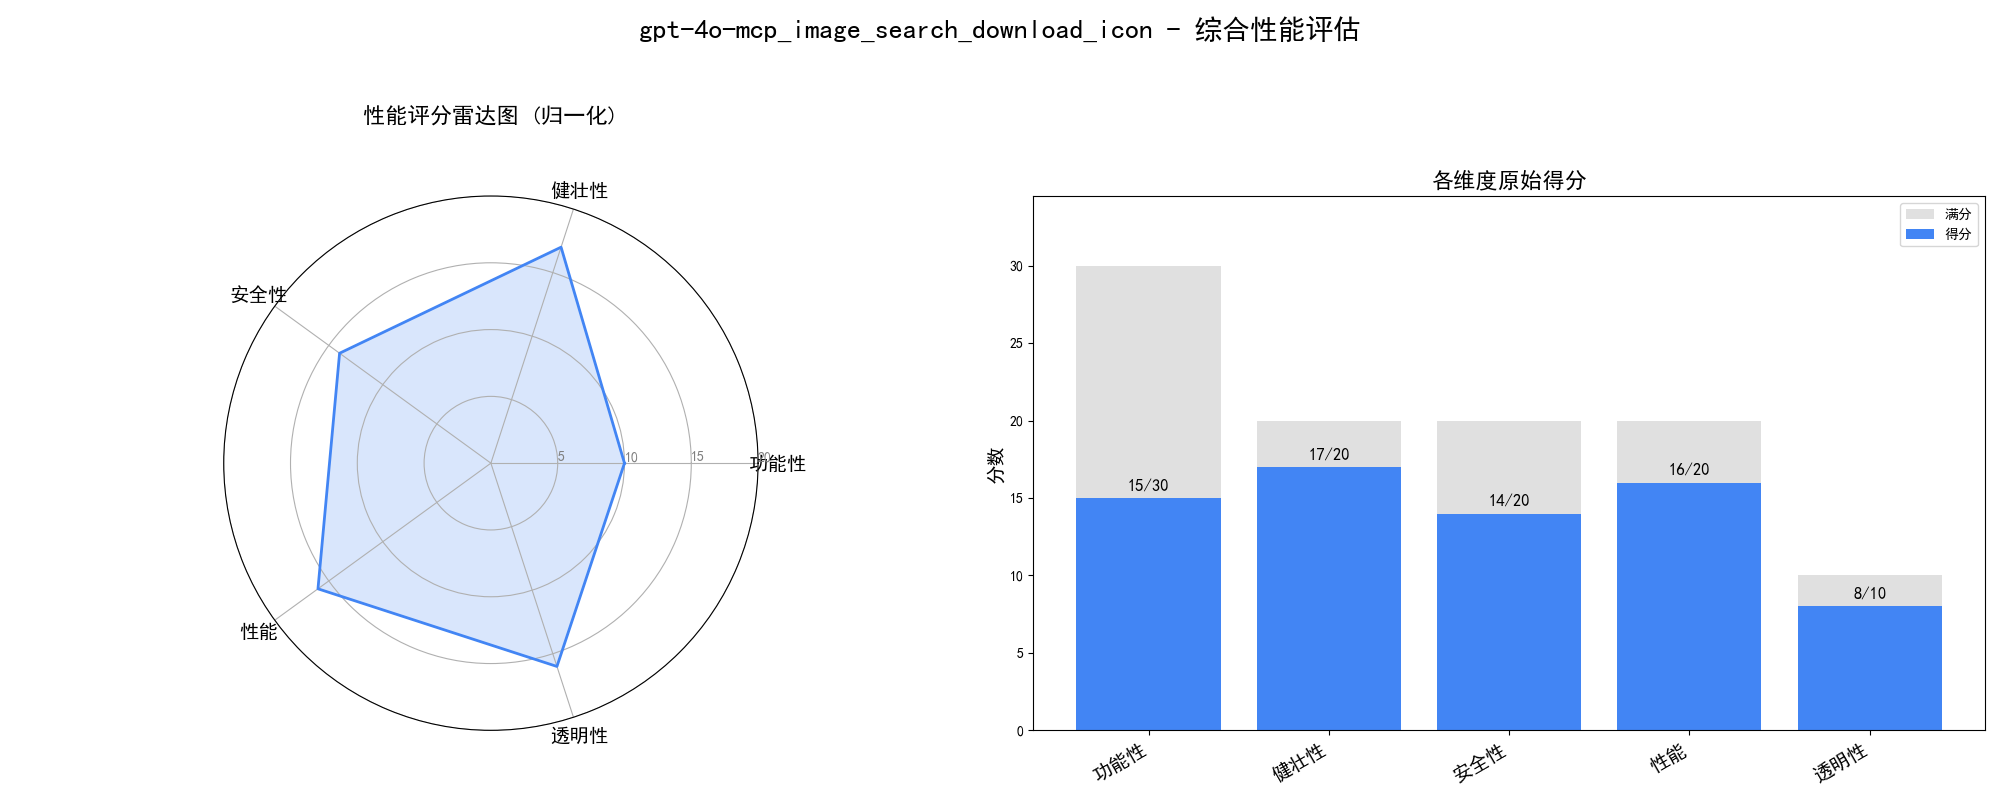 gpt-4o-mcp_image_search_download_icon - 综合性能评估
性能评分雷达图 (归一化)
健壮性
安全性
功能性
性能
透明性
5
10
15
20
各维度原始得分
满分
得分
分数
30
25
20
15
10
5
0
15/30
17/20
14/20
16/20
8/10
功能性
健壮性
安全性
性能
透明性